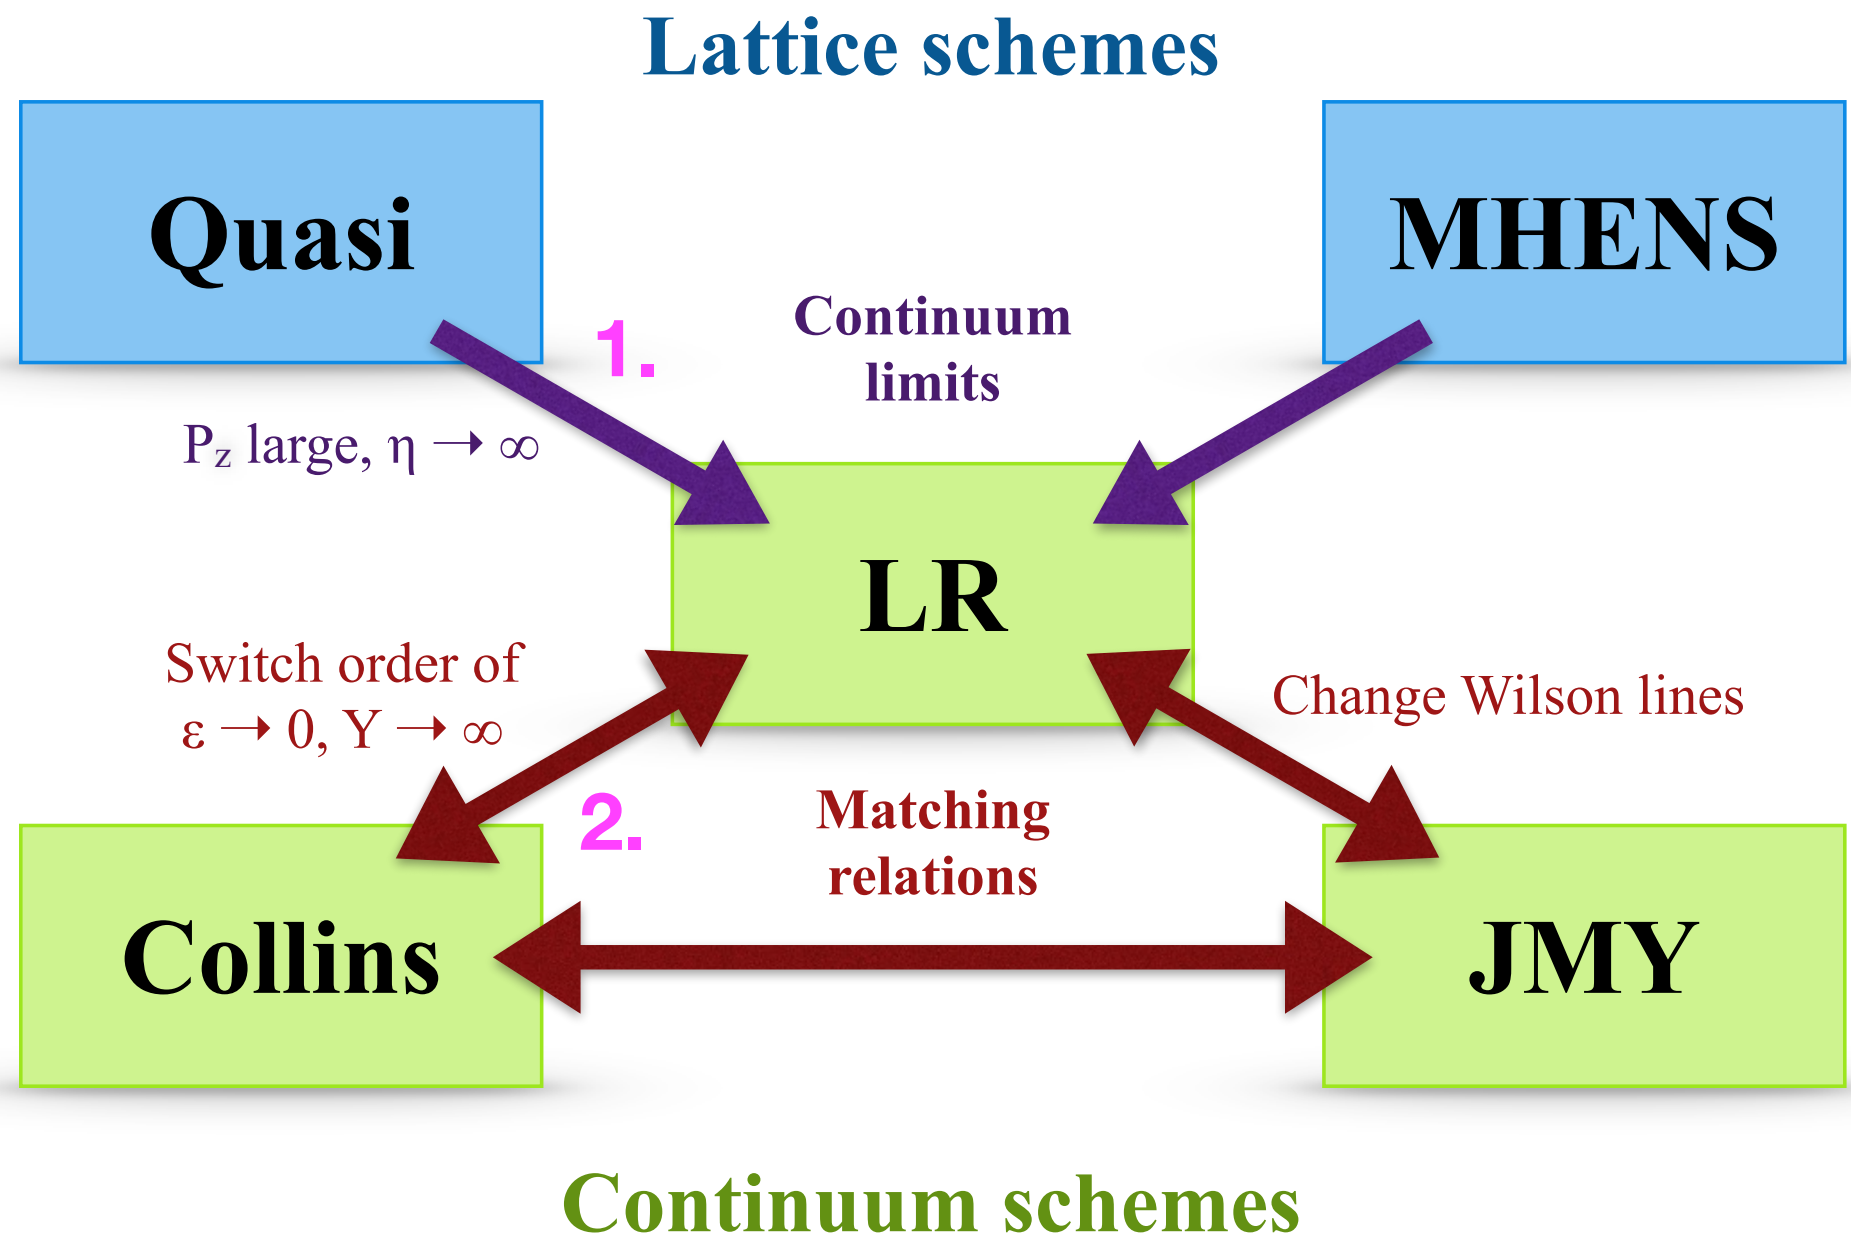 Lattice schemes
Quasi
MHENS
1.
Continuum
limits
P_z large, η → ∞
LR
Switch order of
ε → 0, Y → ∞
Change Wilson lines
2.
Matching
relations
Collins
JMY
Continuum schemes